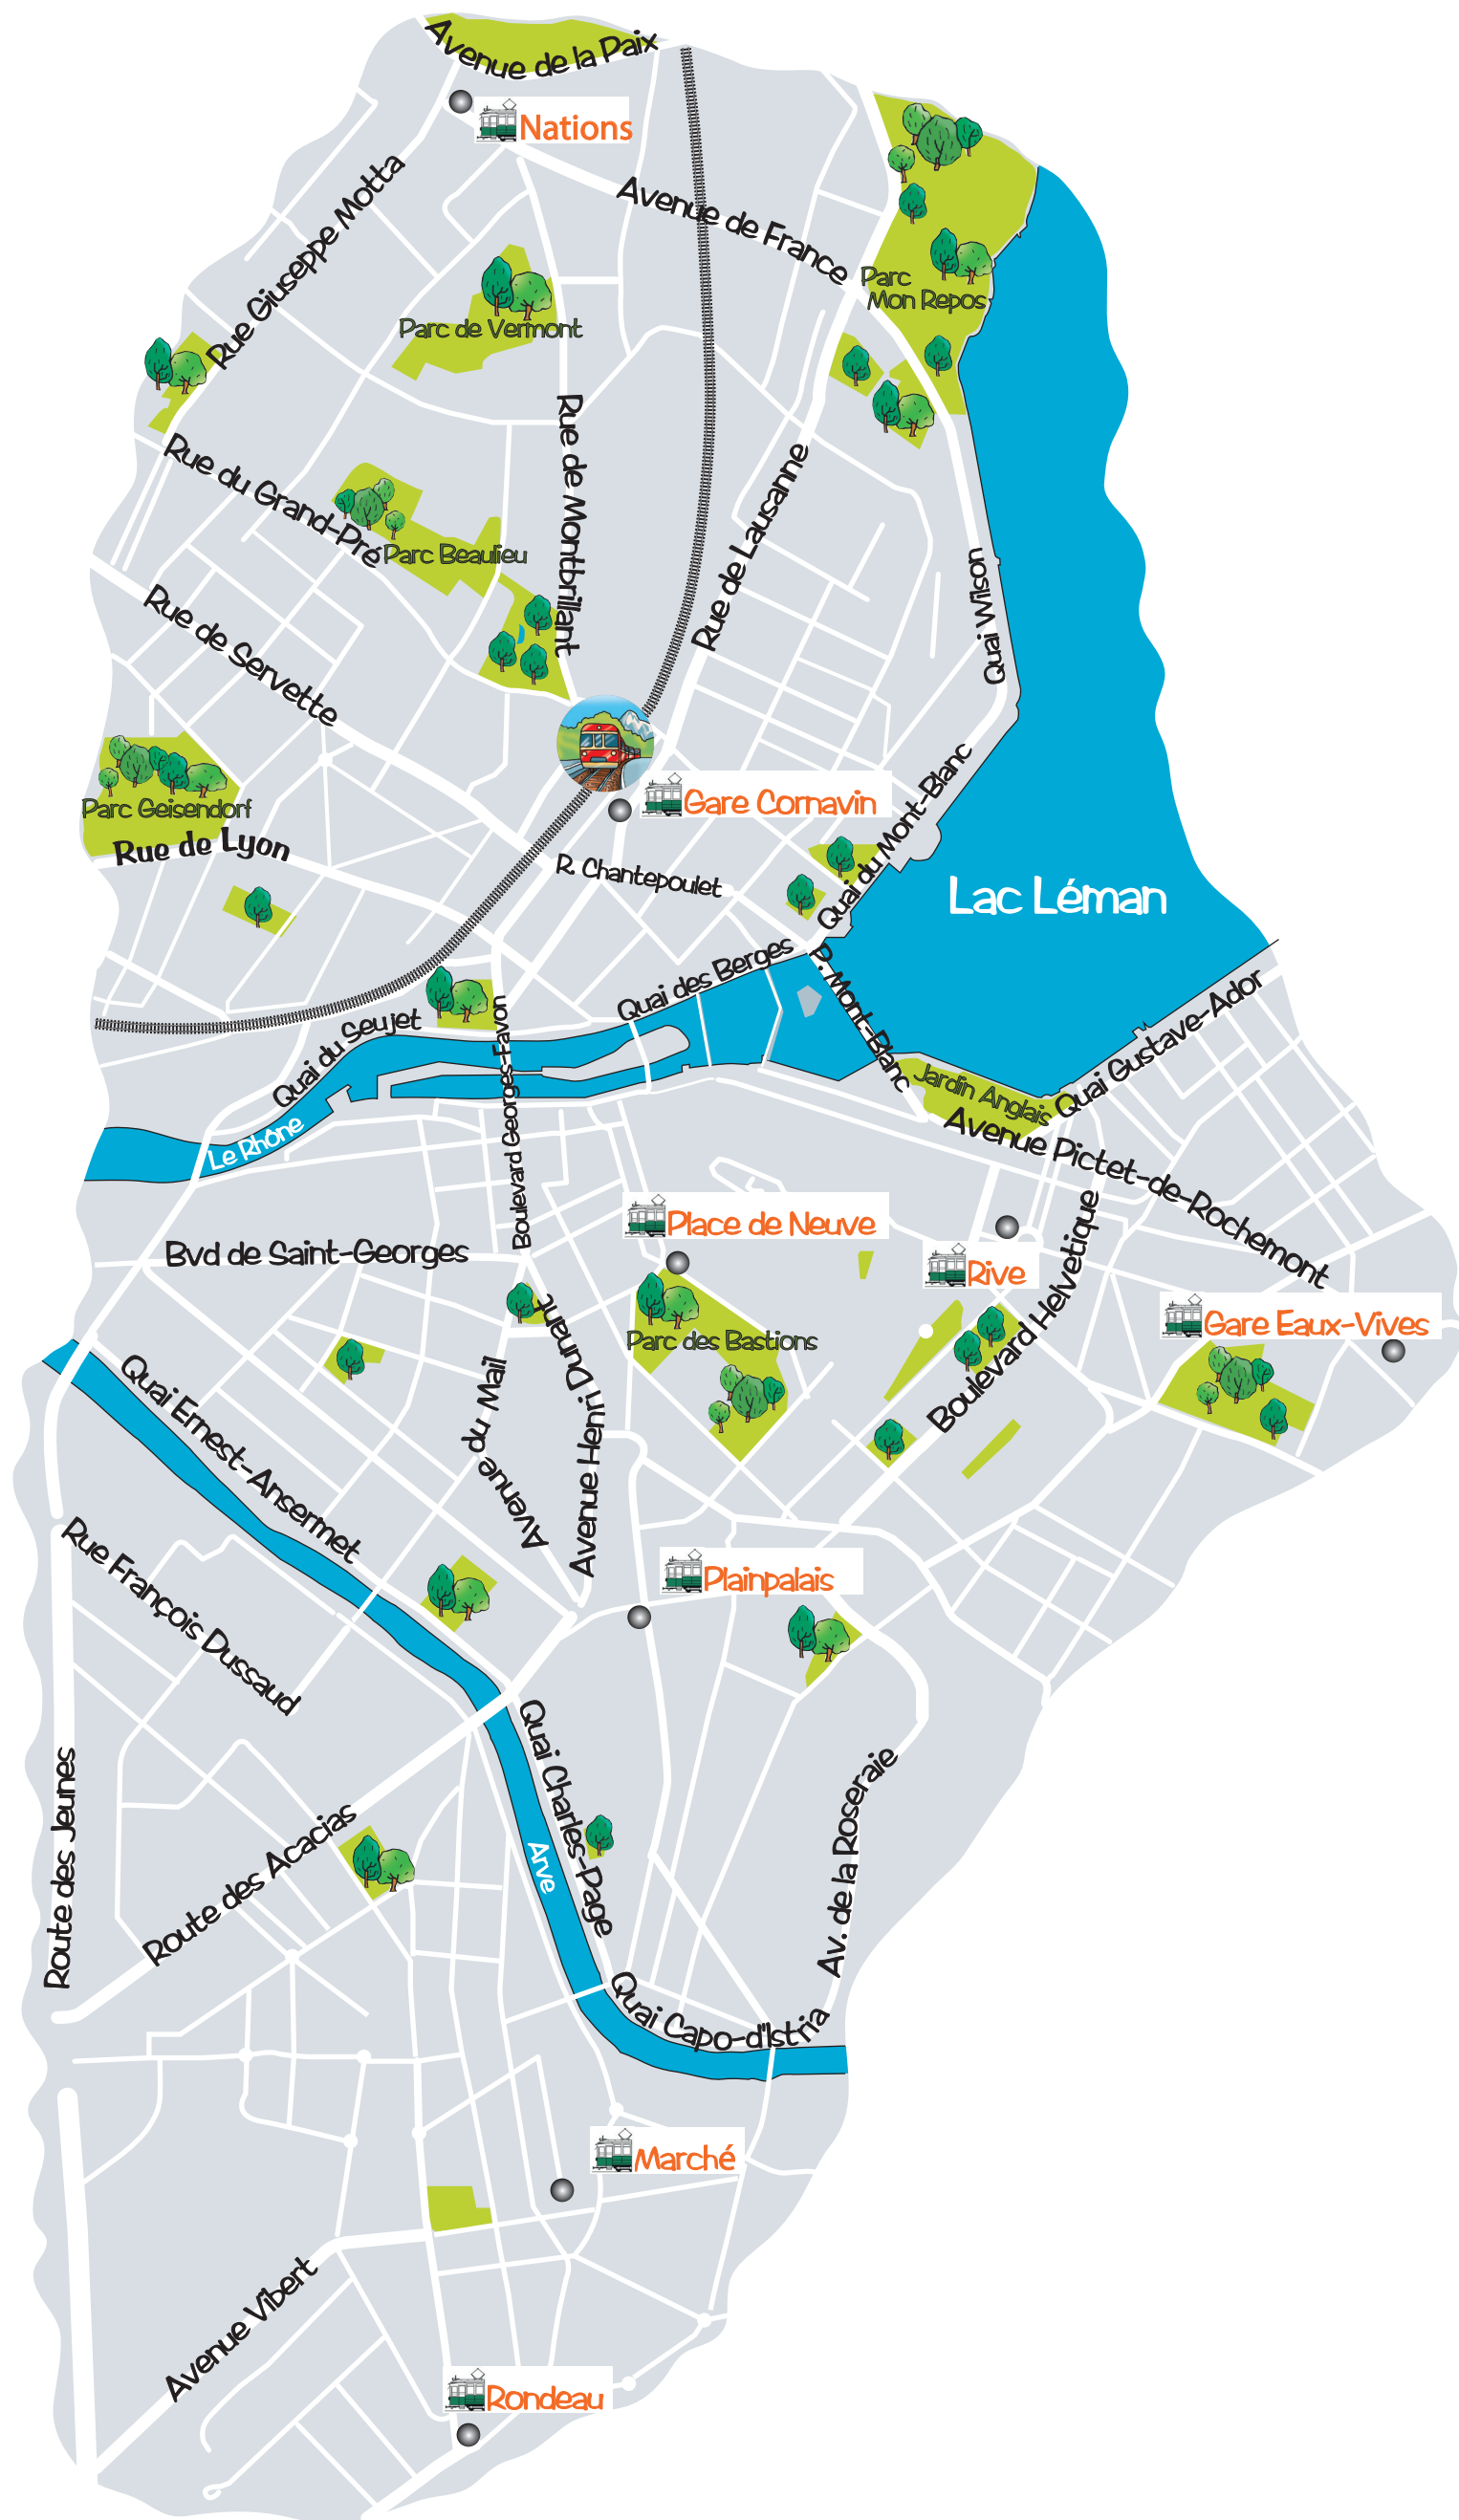 Avenue de la Paix
Nations
Rue Giuseppe Motta
Avenue de France
Parc
Mon Repos
Parc de Vermont
Rue de Montbrillant
Rue du Grand-Pré
Rue de Lausanne
Parc Beaulieu
Quai Wilson
Rue de Servette
Parc Geisendorf
Gare Cornavin
Rue de Lyon
Quai du Mont-Blanc
R. Chantepoulet
Lac Léman
Quai des Berges
P. Mont-Blanc
Quai du Seujet
Quai Gustave-Ador
Jardin Anglais
Boulevard Georges-Favon
Le Rhône
Avenue Pictet-de-Rochemont
Place de Neuve
Bvd de Saint-Georges
Rive
Boulevard Helvetique
Gare Eaux-Vives
Parc des Bastions
Avenue Henri Dunant
Avenue du Mail
Quai Ernest-Ansermet
Plainpalais
Rue François Dussaud
Route des Jeunes
Quai Charles-Page
Av. de la Roseraie
Route des Acacias
Arve
Quai Capo-d'Istria
Marché
Avenue Vibert
Rondeau